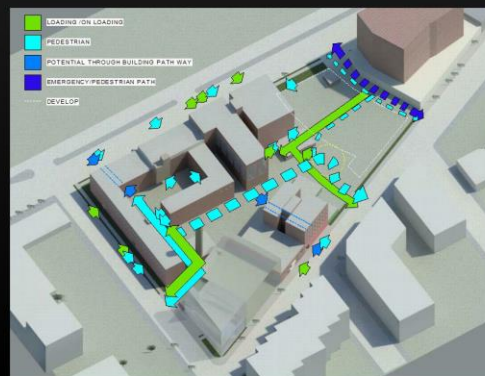 LOADING /ON LOADING
PEDESTRIAN
POTENTIAL THROUGH BUILDING PATH WAY
EMERGENCY/PEDESTRIAN PATH
DEVELOP